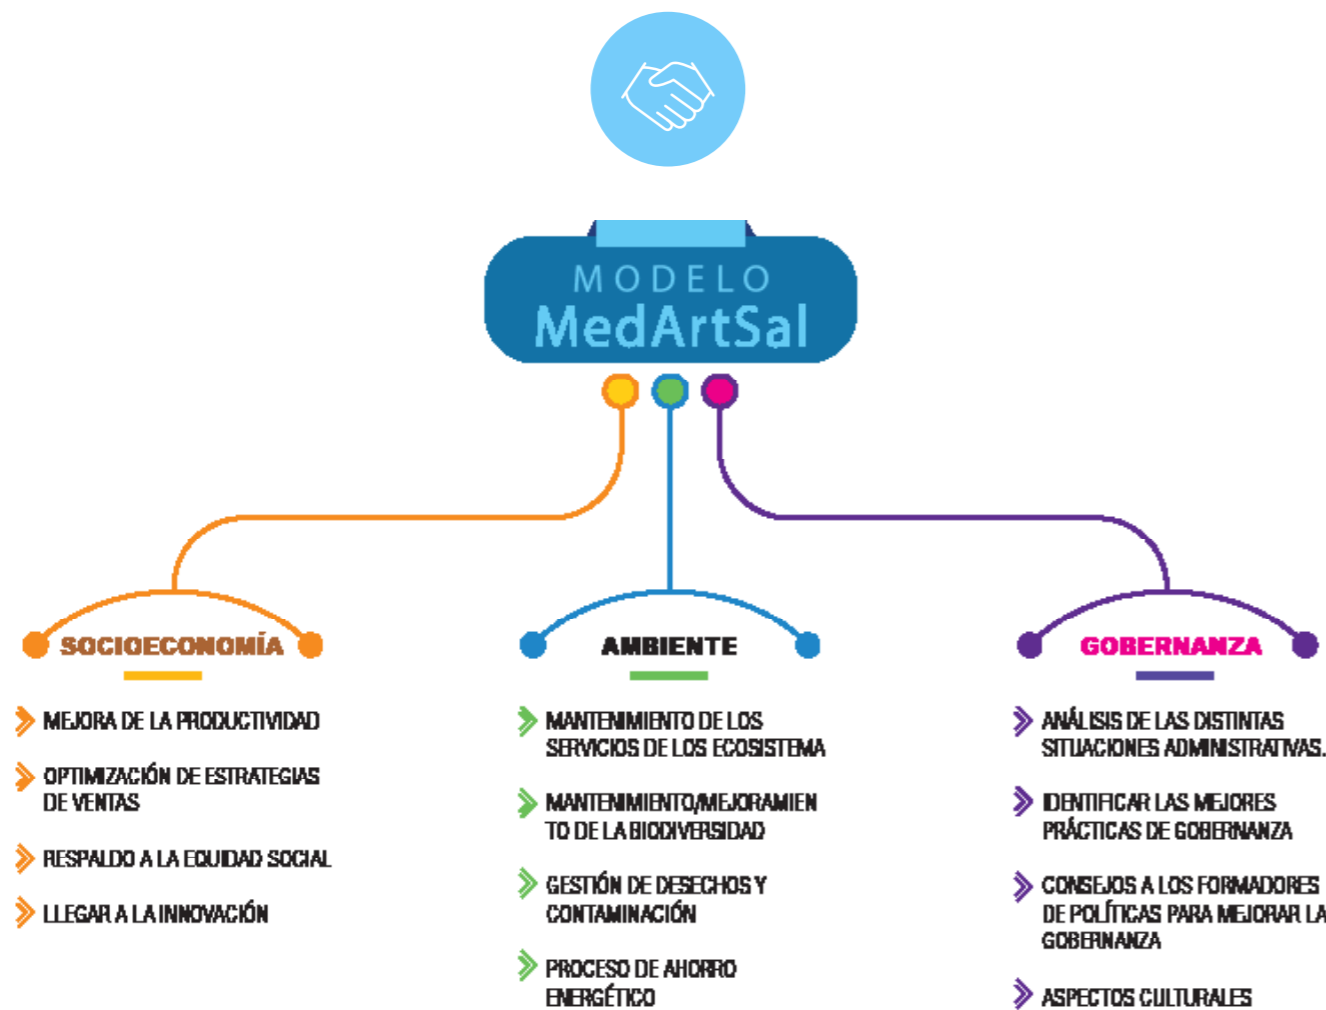 MODELO
MedArtSal
SOCIOECONOMÍA
MEJORA DE LA PRODUCTIVIDAD
OPTIMIZACIÓN DE ESTRATEGIAS
DE VENTAS
RESPALDO A LA EQUIDAD SOCIAL
LLEGAR A LA INNOVACIÓN
AMBIENTE
MANTENIMIENTO DE LOS
SERVICIOS DE LOS ECOSISTEMA
MANTENIMIENTO/MEJORAMIEN
TO DE LA BIODIVERSIDAD
GESTIÓN DE DESECHOS Y
CONTAMINACIÓN
PROCESO DE AHORRO
ENERGÉTICO
GOBERNANZA
ANÁLISIS DE LAS DISTINTAS
SITUACIONES ADMINISTRATIVAS.
IDENTIFICAR LAS MEJORES
PRÁCTICAS DE GOBERNANZA
CONSEJOS A LOS FORMADORES
DE POLÍTICAS PARA MEJORAR LA
GOBERNANZA
ASPECTOS CULTURALES